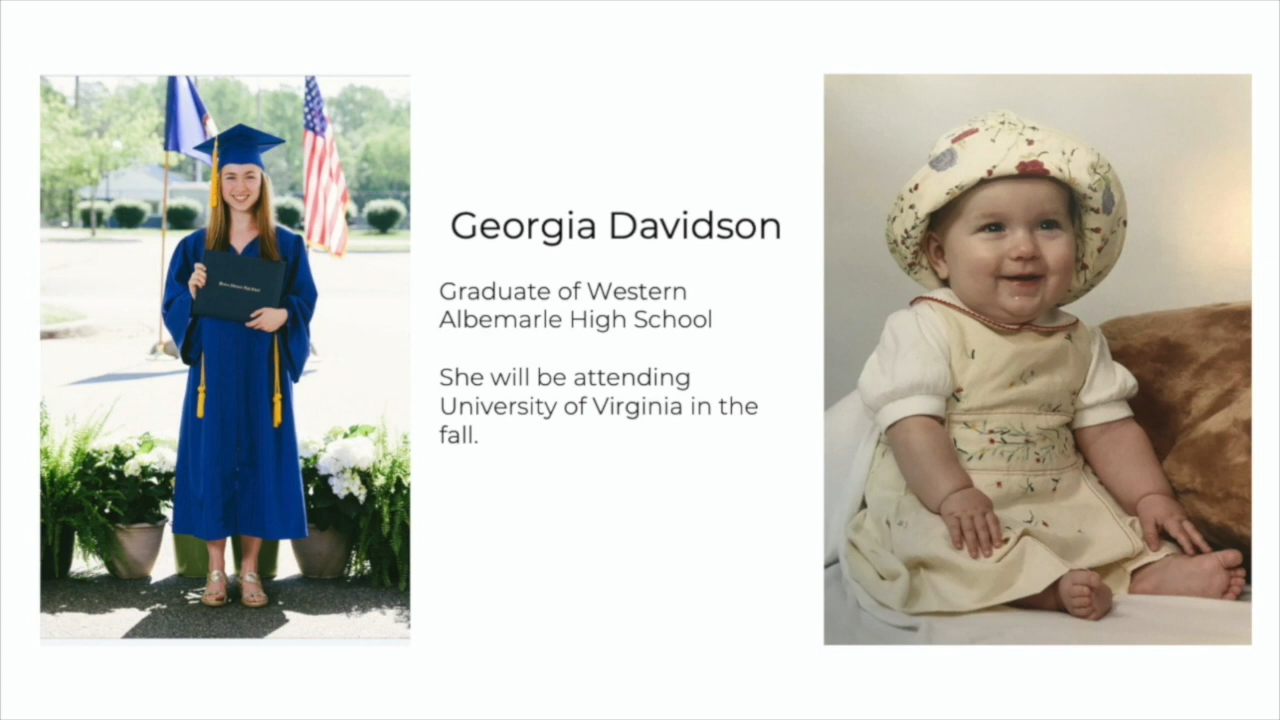 Georgia Davidson
Graduate of Western
Albemarle High School
She will be attending
University of Virginia in the
fall.